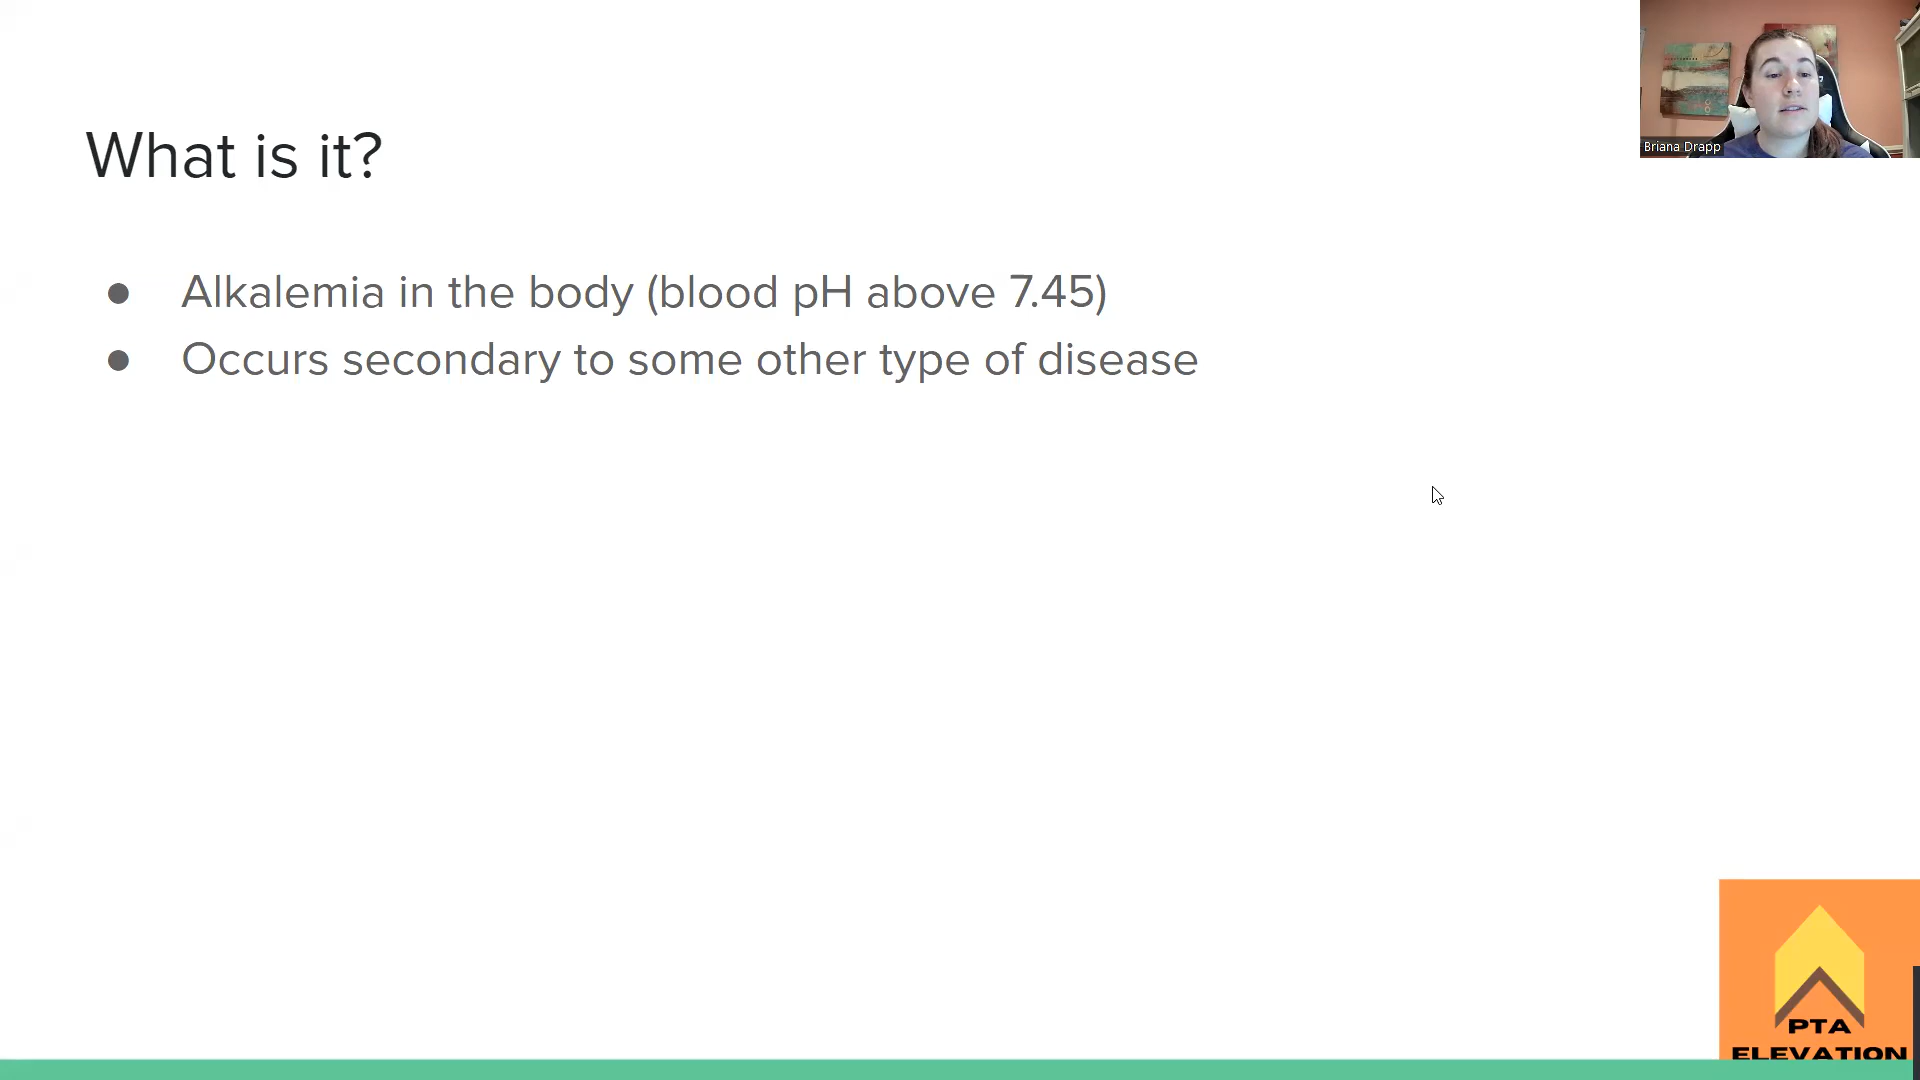 Briana Drapp
What is it?
● Alkalemia in the body (blood pH above 7.45)
● Occurs secondary to some other type of disease
PTA
ELEVATION